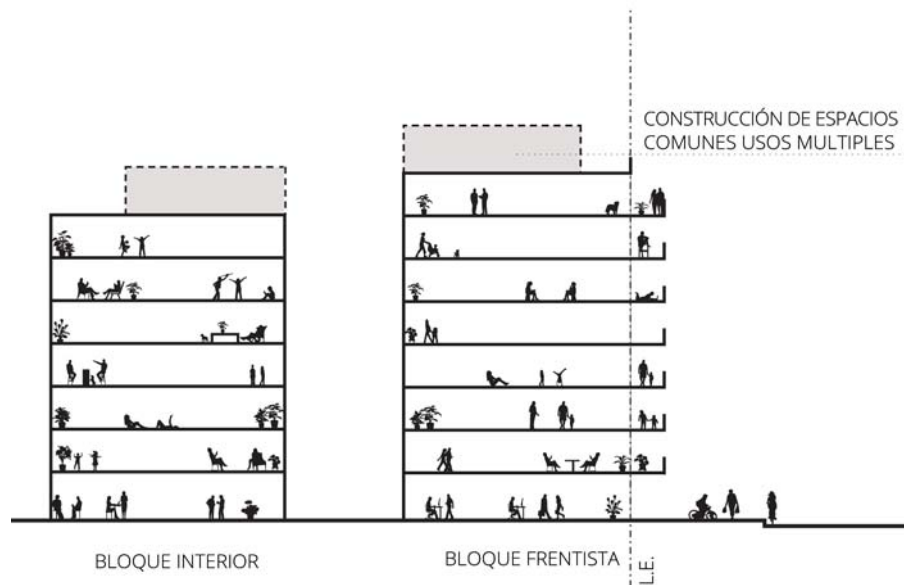 CONSTRUCCIÓN DE ESPACIOS
COMUNES USOS MULTIPLES
BLOQUE INTERIOR
BLOQUE FRENTISTA
L.E.